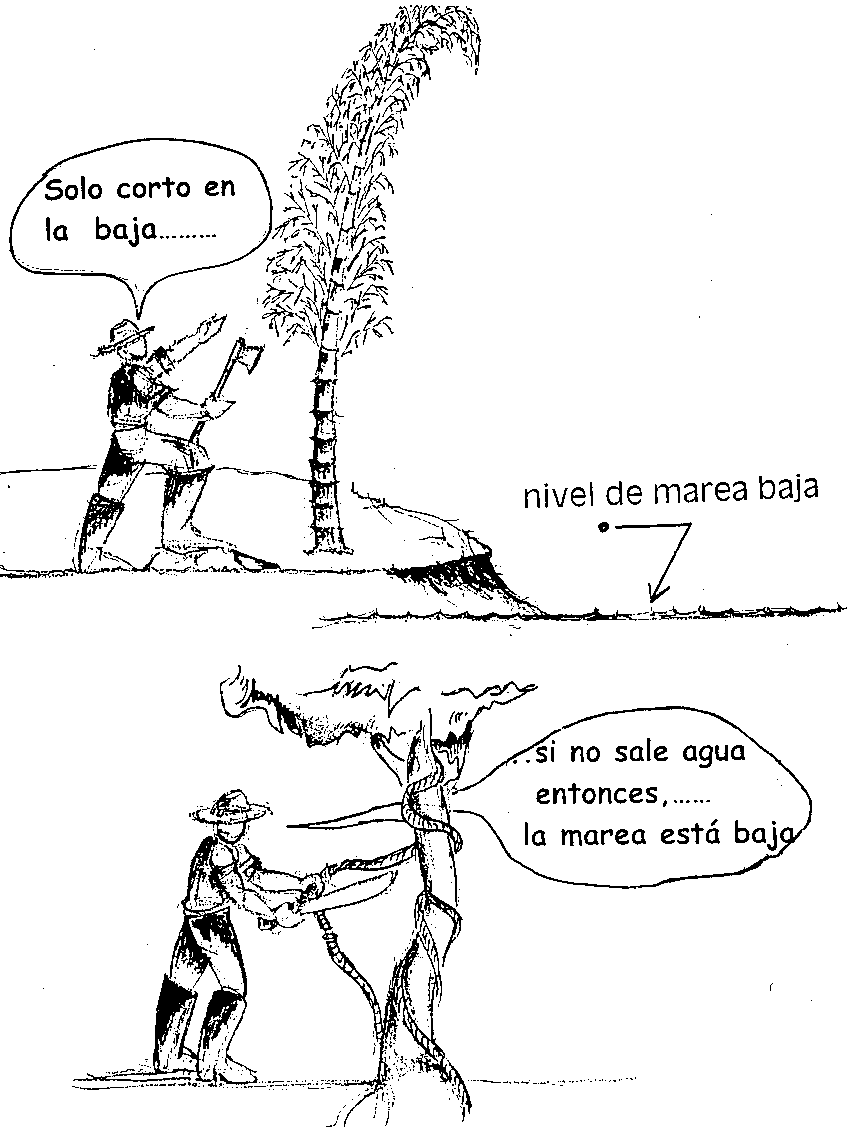 Solo corto en
la baja.........
nivel de marea baja
..si no sale agua
entonces,......
la marea está baja